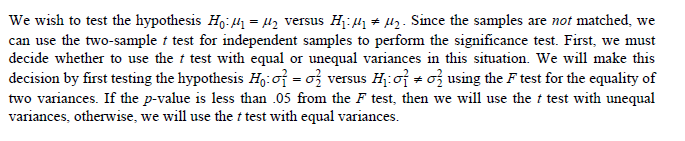 We wish to test the hypothesis H₀: μ₁ = μ₂ versus H₁: μ₁ ≠ μ₂. Since the samples are not matched, we
can use the two-sample t test for independent samples to perform the significance test. First, we must
decide whether to use the t test with equal or unequal variances in this situation. We will make this
decision by first testing the hypothesis H₀: σ₁² = σ₂² versus H₁: σ₁² ≠ σ₂² using the F test for the equality of
two variances. If the p-value is less than .05 from the F test, then we will use the t test with unequal
variances, otherwise, we will use the t test with equal variances.